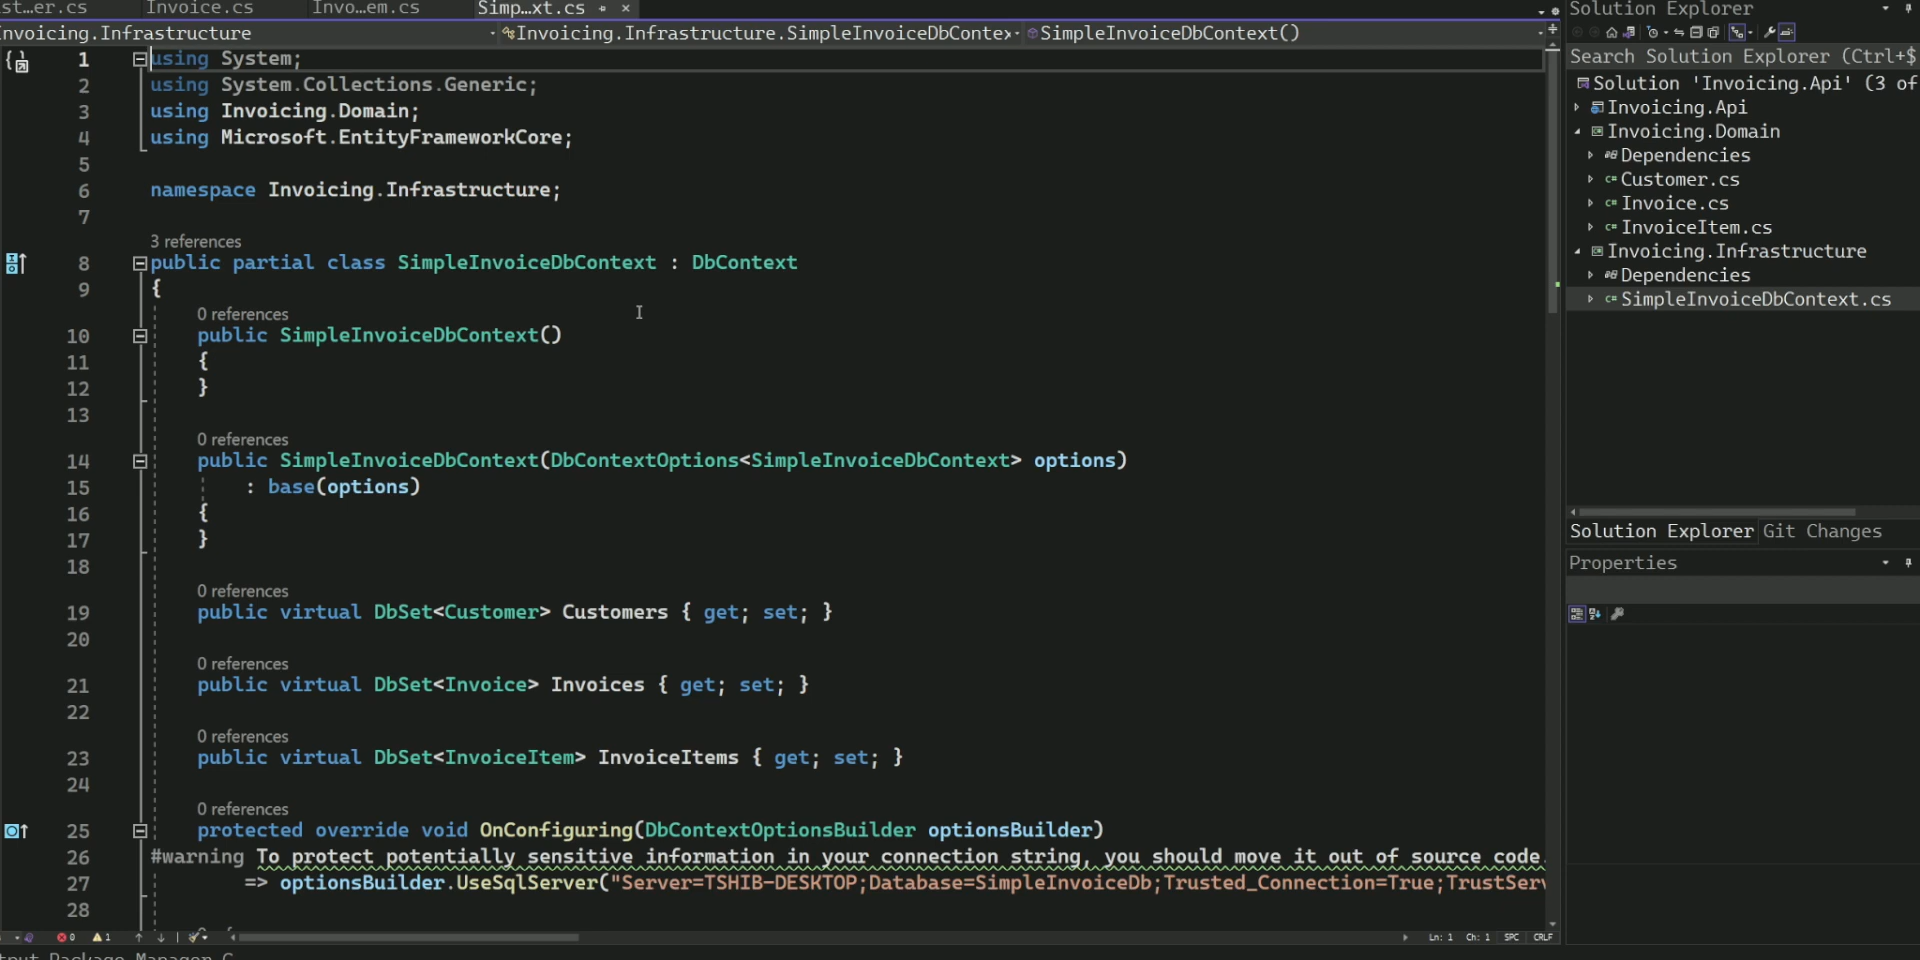 st...er.cs Invoice.cs Invo...em.cs Simp...xt.cs
nvoicing.Infrastructure Invoicing.Infrastructure.SimpleInvoiceDbContex SimpleInvoiceDbContext()
1 using System;
2 using System.Collections.Generic;
3 using Invoicing.Domain;
4 using Microsoft.EntityFrameworkCore;
5
6 namespace Invoicing.Infrastructure;
7
3 references
8 public partial class SimpleInvoiceDbContext : DbContext
9 {
0 references
10 public SimpleInvoiceDbContext()
11 {
12 }
13
0 references
14 public SimpleInvoiceDbContext(DbContextOptions<SimpleInvoiceDbContext> options)
15 : base(options)
16 {
17 }
18
0 references
19 public virtual DbSet<Customer> Customers { get; set; }
20
0 references
21 public virtual DbSet<Invoice> Invoices { get; set; }
22
0 references
23 public virtual DbSet<InvoiceItem> InvoiceItems { get; set; }
24
0 references
25 protected override void OnConfiguring(DbContextOptionsBuilder optionsBuilder)
26 #warning To protect potentially sensitive information in your connection string, you should move it out of source code.
27 => optionsBuilder.UseSqlServer("Server=TSHIB-DESKTOP;Database=SimpleInvoiceDb;Trusted_Connection=True;TrustServ
28
0 1 Ln: 1 Ch: 1 SPC CRLF
Solution Explorer
Search Solution Explorer (Ctrl+$
Solution 'Invoicing.Api' (3 of
Invoicing.Api
Invoicing.Domain
Dependencies
C# Customer.cs
C# Invoice.cs
C# InvoiceItem.cs
Invoicing.Infrastructure
Dependencies
C# SimpleInvoiceDbContext.cs
Solution Explorer Git Changes
Properties